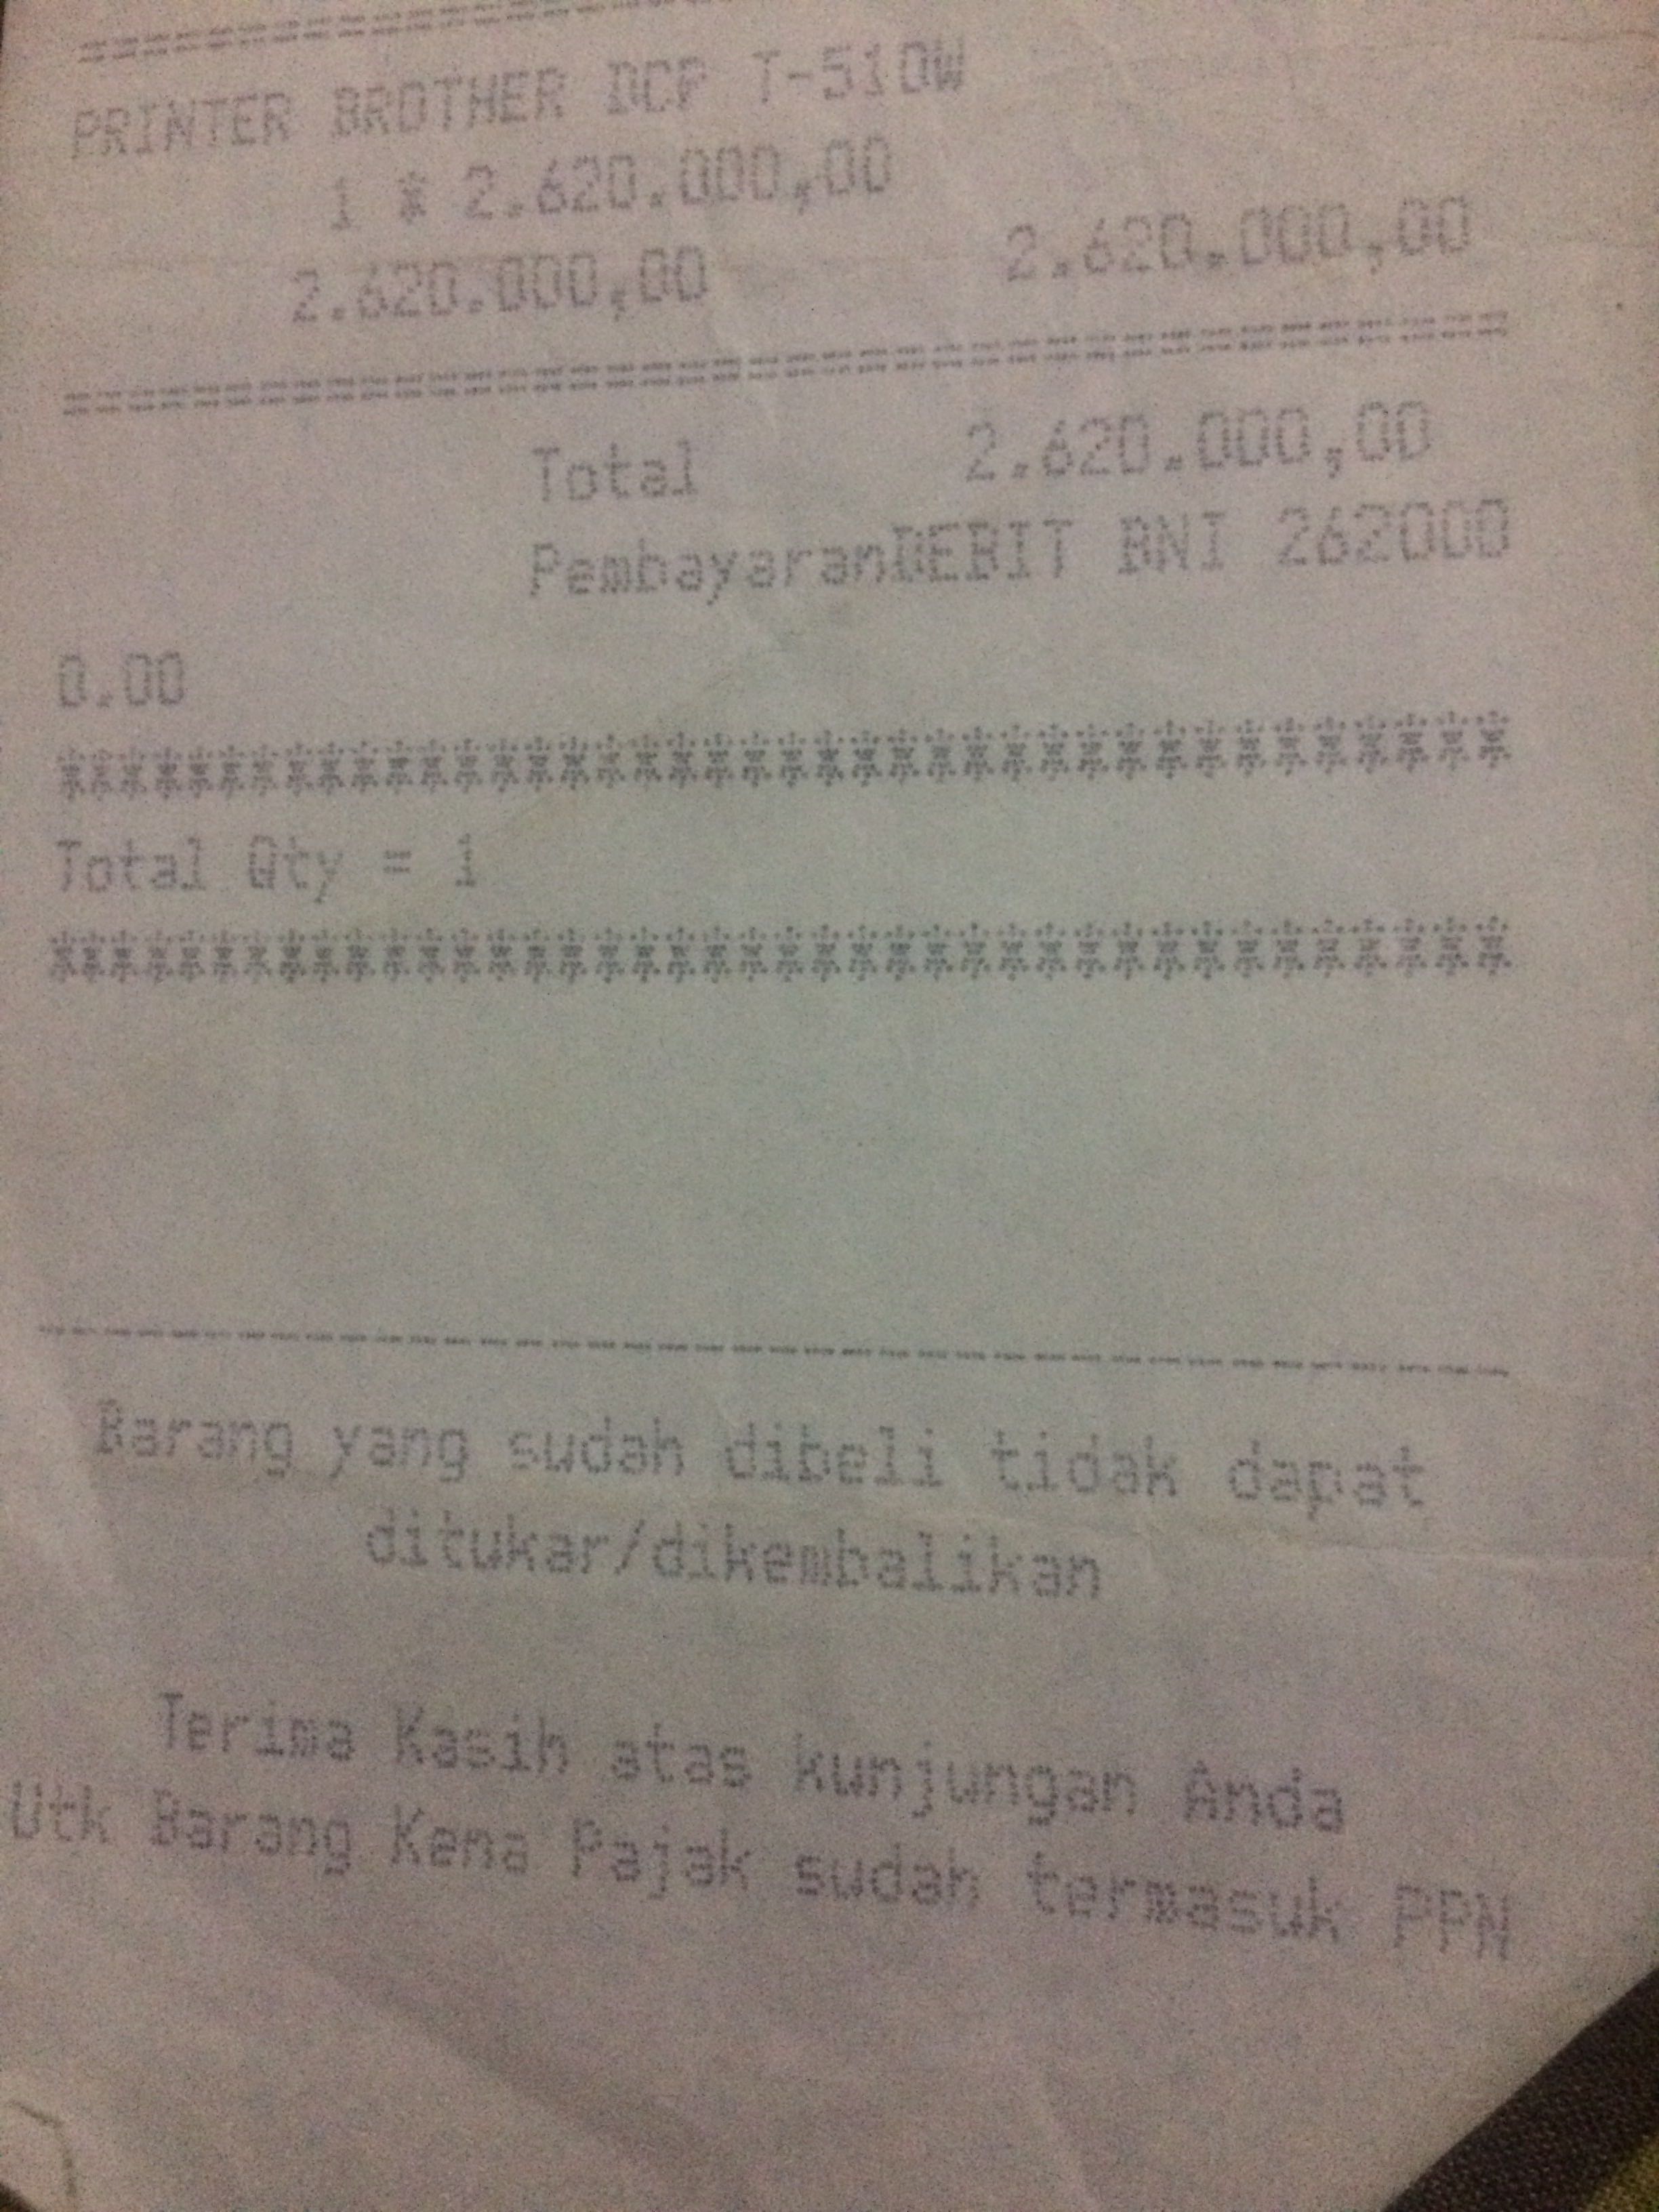 ==========================================
PRINTER BROTHER DCP T-510W
1 * 2.620.000,00
2.620.000,00 2.620.000,00
==========================================
Total 2.620.000,00
PembayaranDEBIT BNI 262000
0.00
****************************************
Total Qty = 1
****************************************
----------------------------------------
Barang yang sudah dibeli tidak dapat
ditukar/dikembalikan
Terima Kasih atas kunjungan Anda
Utk Barang Kena Pajak sudah termasuk PPN